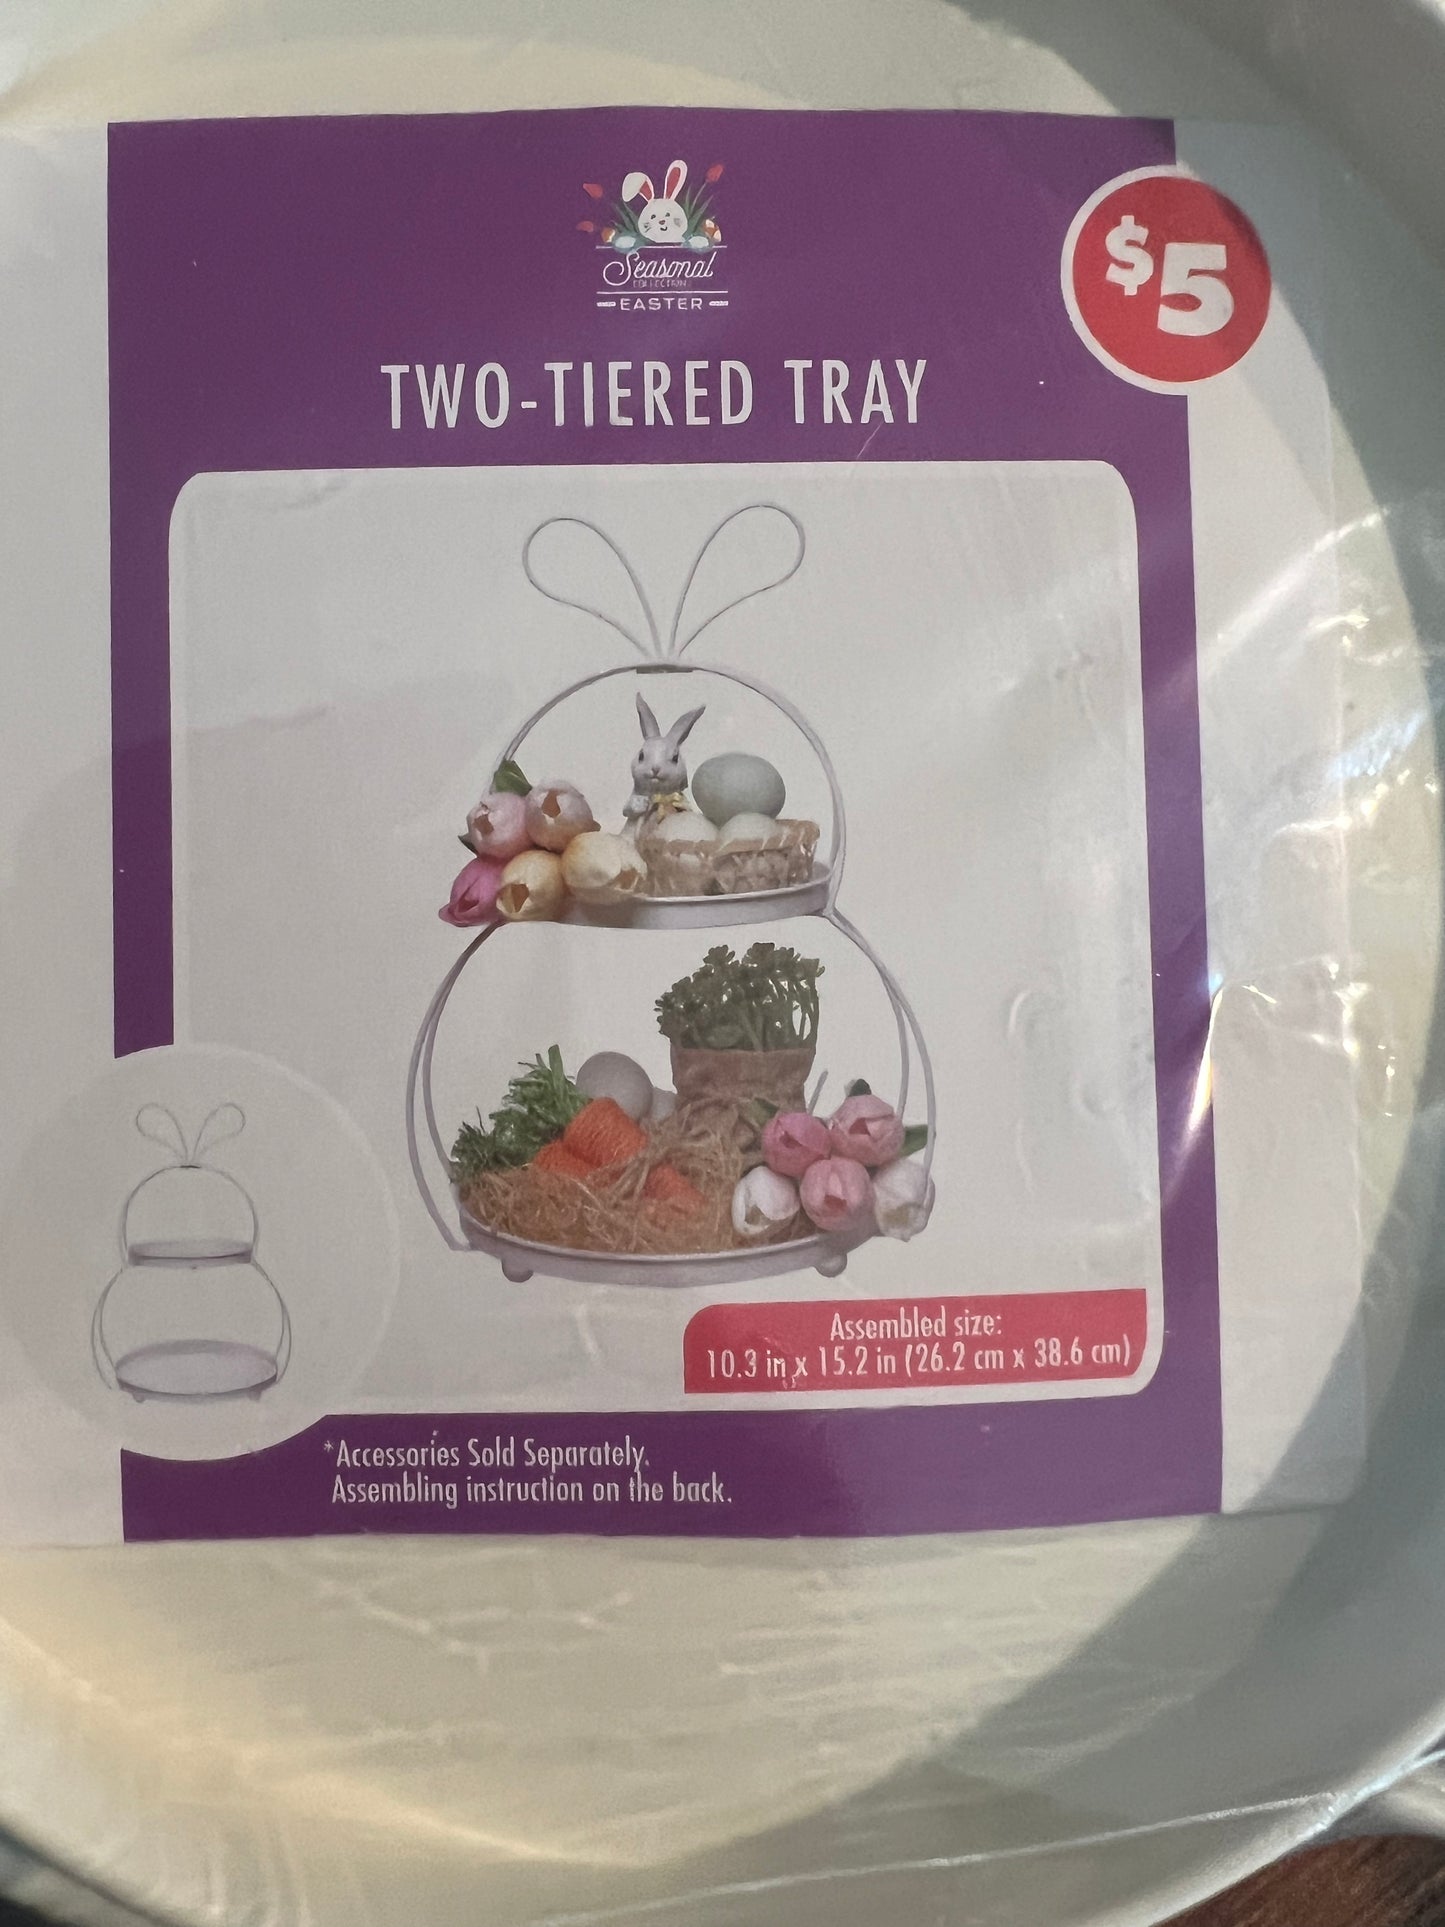 Seasonal
COLLECTION
EASTER
$5
TWO-TIERED TRAY
Assembled size:
10.3 in x 15.2 in (26.2 cm x 38.6 cm)
*Accessories Sold Separately.
Assembling instruction on the back.